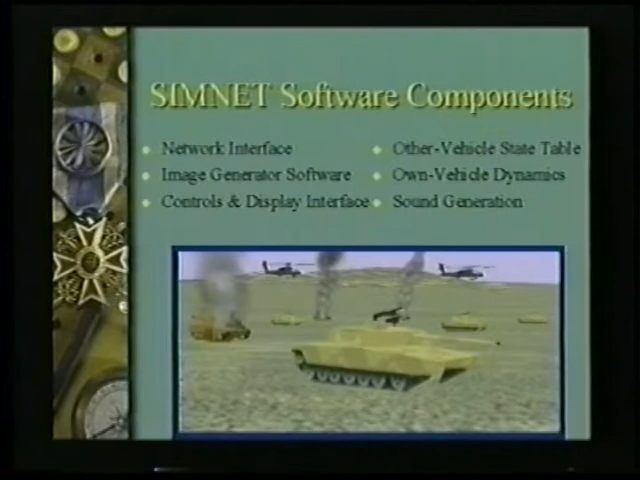 SIMNET Software Components
Network Interface
Image Generator Software
Controls & Display Interface
Other-Vehicle State Table
Own-Vehicle Dynamics
Sound Generation